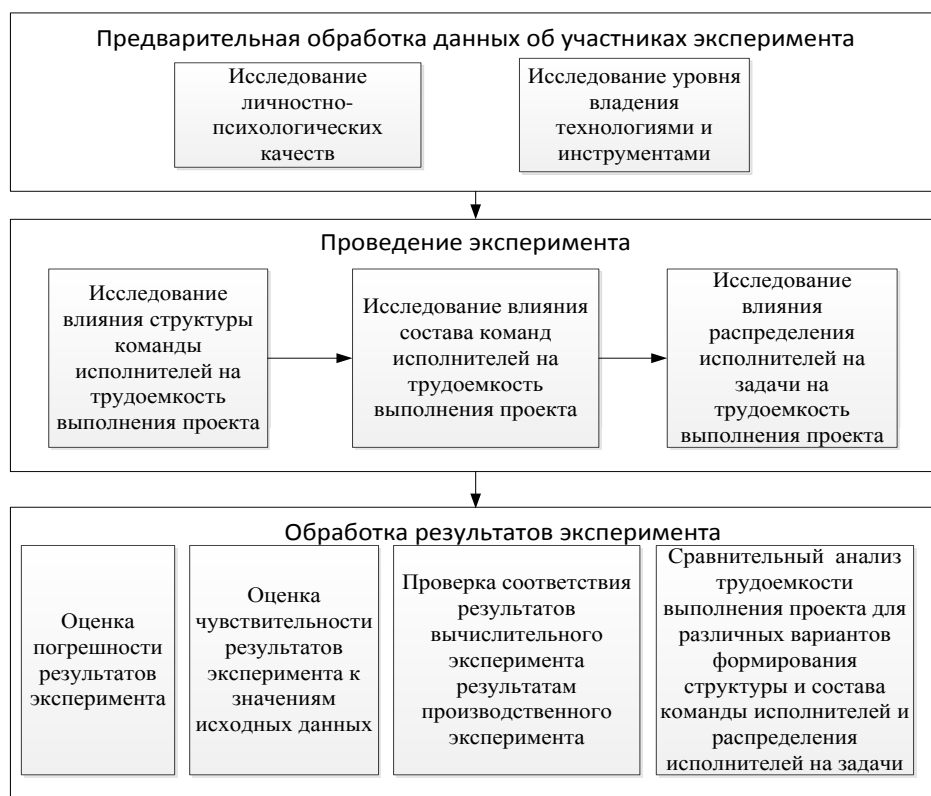 Предварительная обработка данных об участниках эксперимента
Исследование
личностно-
психологических
качеств
Исследование уровня
владения
технологиями и
инструментами
Проведение эксперимента
Исследование
влияния структуры
команды
исполнителей на
трудоемкость
выполнения проекта
Исследование влияния
состава команд
исполнителей на
трудоемкость
выполнения проекта
Исследование
влияния
распределения
исполнителей на
задачи на
трудоемкость
выполнения проекта
Обработка результатов эксперимента
Оценка
погрешности
результатов
эксперимента
Оценка
чувствительности
результатов
эксперимента к
значениям
исходных данных
Проверка соответствия
результатов
вычислительного
эксперимента
результатам
производственного
эксперимента
Сравнительный анализ
трудоемкости
выполнения проекта для
различных вариантов
формирования
структуры и состава
команды исполнителей и
распределения
исполнителей на задачи